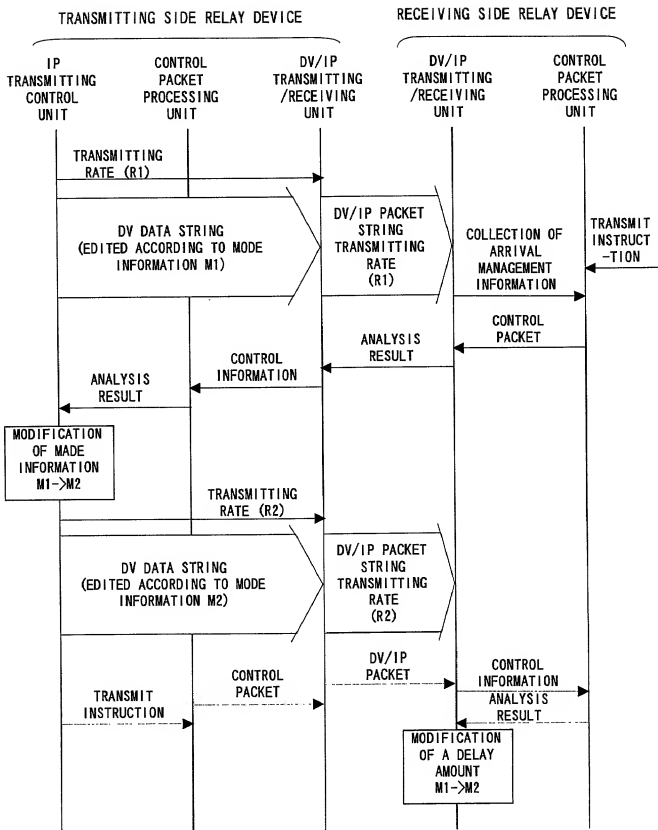 TRANSMITTING SIDE RELAY DEVICE
RECEIVING SIDE RELAY DEVICE
IP
TRANSMITTING
CONTROL
UNIT
CONTROL
PACKET
PROCESSING
UNIT
DV/IP
TRANSMITTING
/RECEIVING
UNIT
DV/IP
TRANSMITTING
/RECEIVING
UNIT
CONTROL
PACKET
PROCESSING
UNIT
TRANSMITTING
RATE (R1)
DV DATA STRING
(EDITED ACCORDING TO MODE
INFORMATION M1)
DV/IP PACKET
STRING
TRANSMITTING
RATE
(R1)
COLLECTION OF
ARRIVAL
MANAGEMENT
INFORMATION
TRANSMIT
INSTRUCT
-TION
CONTROL
PACKET
ANALYSIS
RESULT
CONTROL
INFORMATION
ANALYSIS
RESULT
MODIFICATION
OF MADE
INFORMATION
M1->M2
TRANSMITTING
RATE (R2)
DV DATA STRING
(EDITED ACCORDING TO MODE
INFORMATION M2)
DV/IP PACKET
STRING
TRANSMITTING
RATE
(R2)
TRANSMIT
INSTRUCTION
CONTROL
PACKET
DV/IP
PACKET
CONTROL
INFORMATION
ANALYSIS
RESULT
MODIFICATION
OF A DELAY
AMOUNT
M1->M2